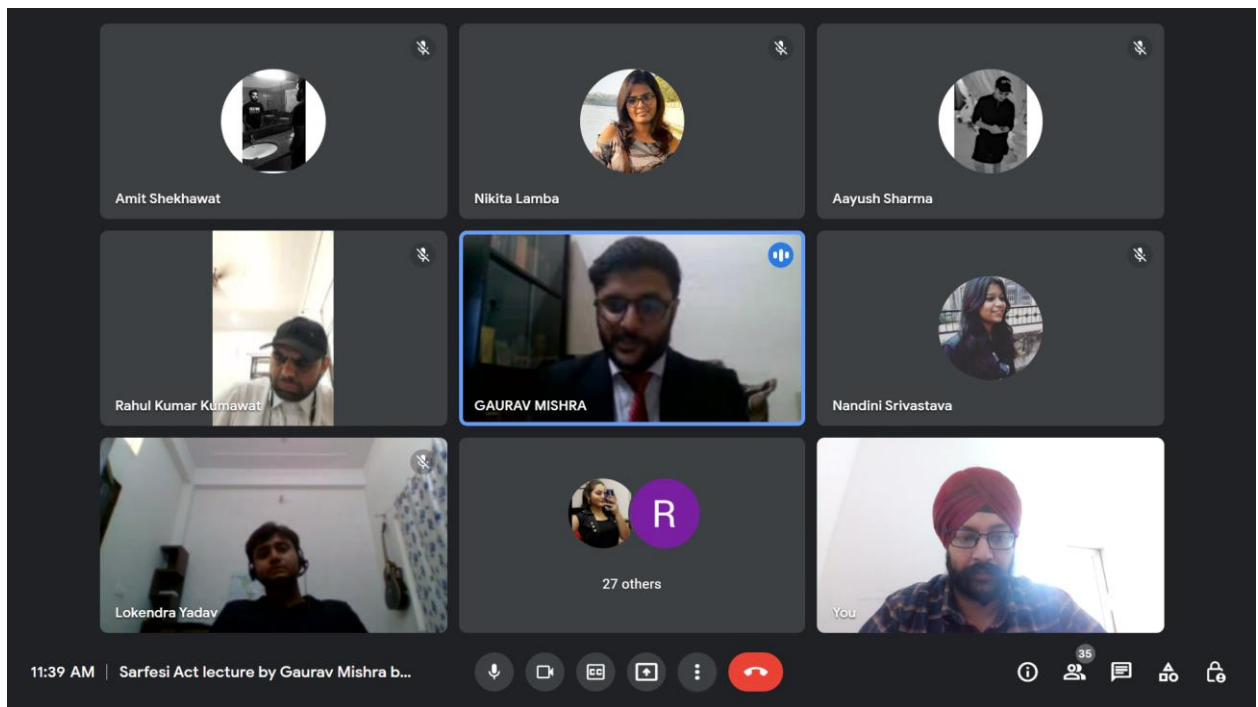 Amit Shekhawat
Nikita Lamba
Aayush Sharma
Rahul Kumar Kumawat
GAURAV MISHRA
Nandini Srivastava
Lokendra Yadav
R
27 others
You
11:39 AM | Sarfesi Act lecture by Gaurav Mishra b...
CC
35